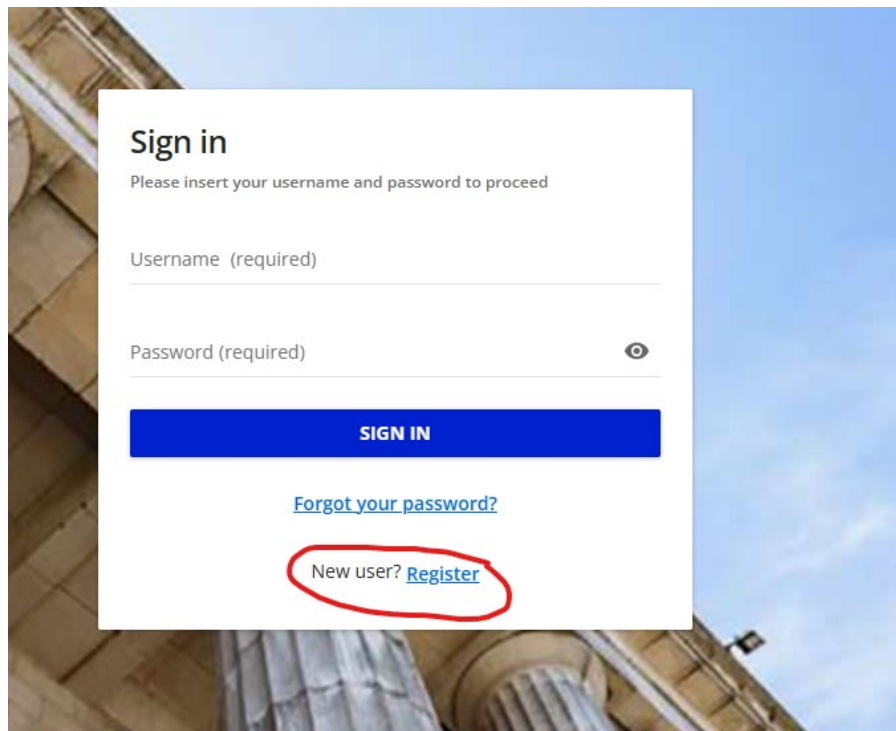 Sign in
Please insert your username and password to proceed
Username (required)
Password (required)
SIGN IN
Forgot your password?
New user? Register